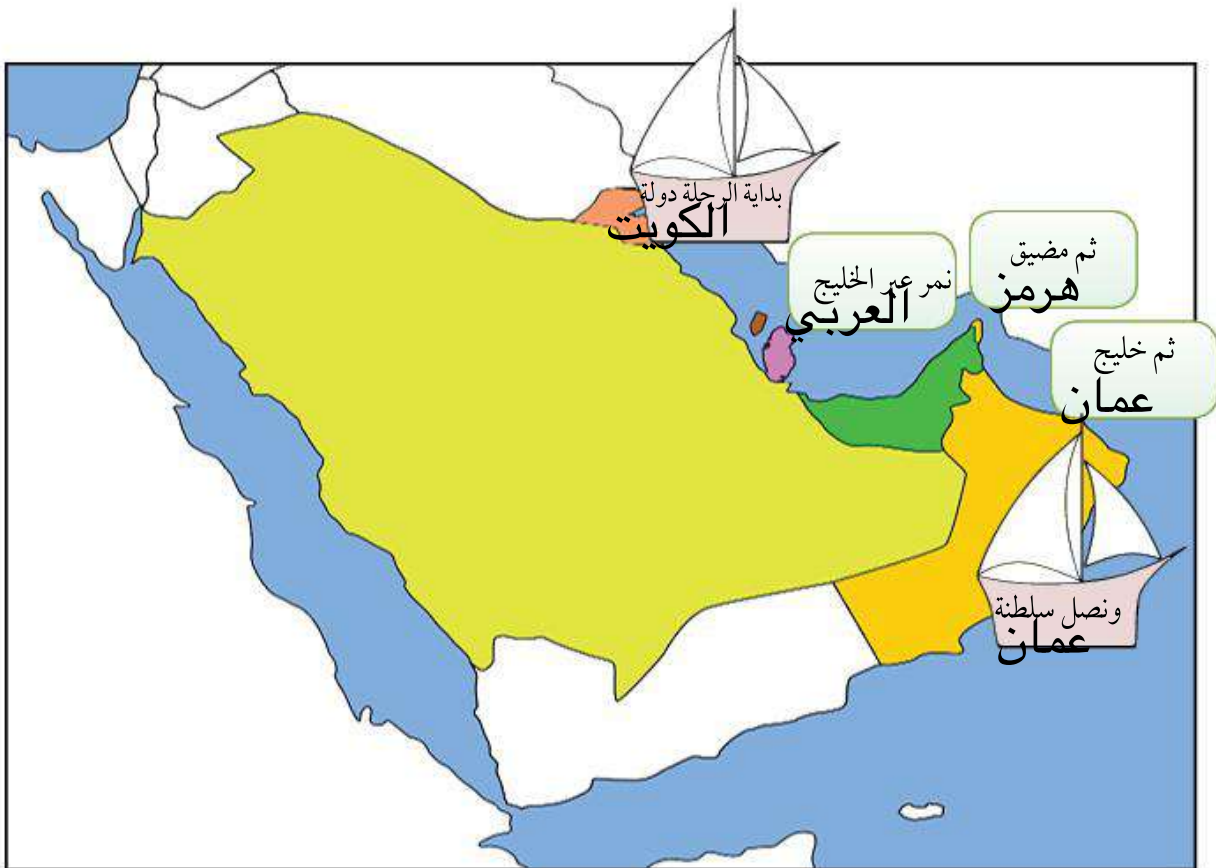 بداية الرحلة دولة
الكويت
نمر عبر الخليج
العربي
ثم مضيق
هرمز
ثم خليج
عمان
ونصل سلطنة
عمان